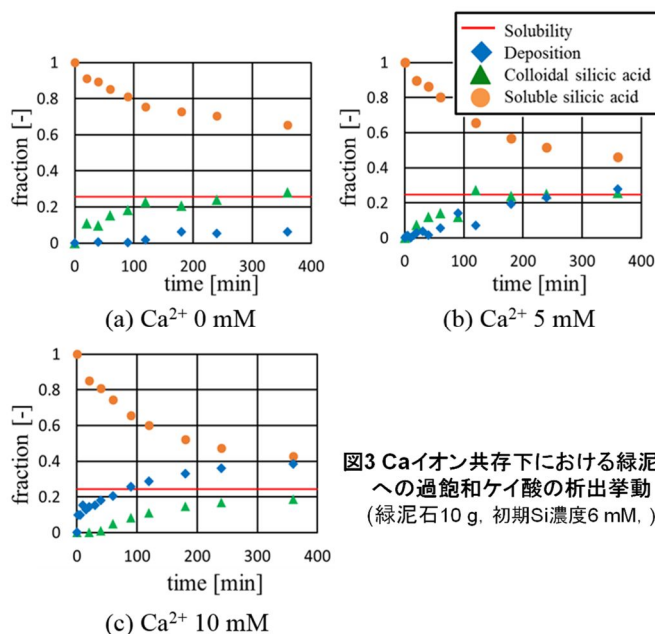 Solubility
Deposition
Colloidal silicic acid
Soluble silicic acid
1
0.8
0.6
0.4
0.2
0
fraction [-]
0 100 200 300 400
time [min]
(a) Ca²⁺ 0 mM
1
0.8
0.6
0.4
0.2
0
fraction [-]
0 100 200 300 400
time [min]
(b) Ca²⁺ 5 mM
1
0.8
0.6
0.4
0.2
0
fraction [-]
0 100 200 300 400
time [min]
(c) Ca²⁺ 10 mM
図3 Caイオン共存下における緑泥
への過飽和ケイ酸の析出挙動
(緑泥石10 g, 初期Si濃度6 mM, )